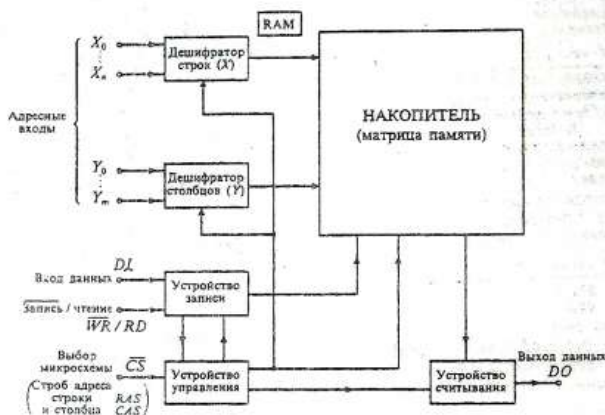 RAM
X₀
Xₙ
Дешифратор
строк (X)
Адресные
входы
НАКОПИТЕЛЬ
(матрица памяти)
Y₀
Yₘ
Дешифратор
столбцов (Y)
DI
Вход данных
Устройство
записи
Запись / чтение
WR / RD
Выбор
микросхемы
CS
Строб адреса
строки RAS
и столбца CAS
Устройство
управления
Устройство
считывания
Выход данных
DO